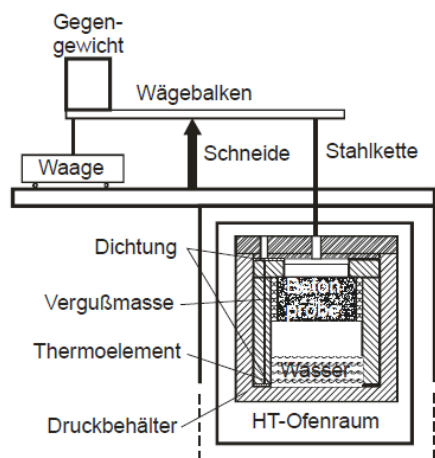 Gegen-
gewicht
Wägebalken
Waage
Schneide
Stahlkette
Dichtung
Beton-
probe
Vergußmasse
Thermoelement
Wasser
Druckbehälter
HT-Ofenraum